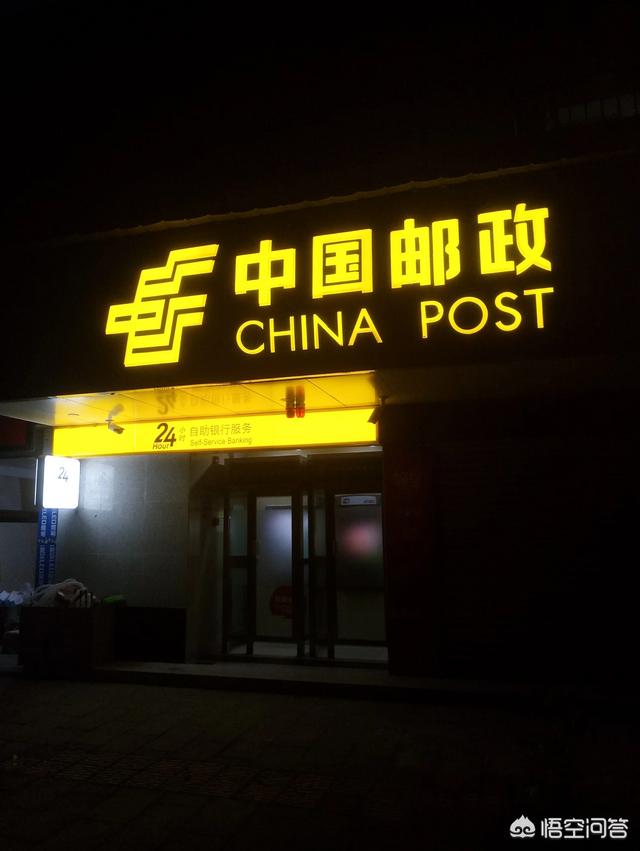 中国邮政
CHINA POST
24小时 自助银行服务
Hour Self-Service Banking
24
悟空问答